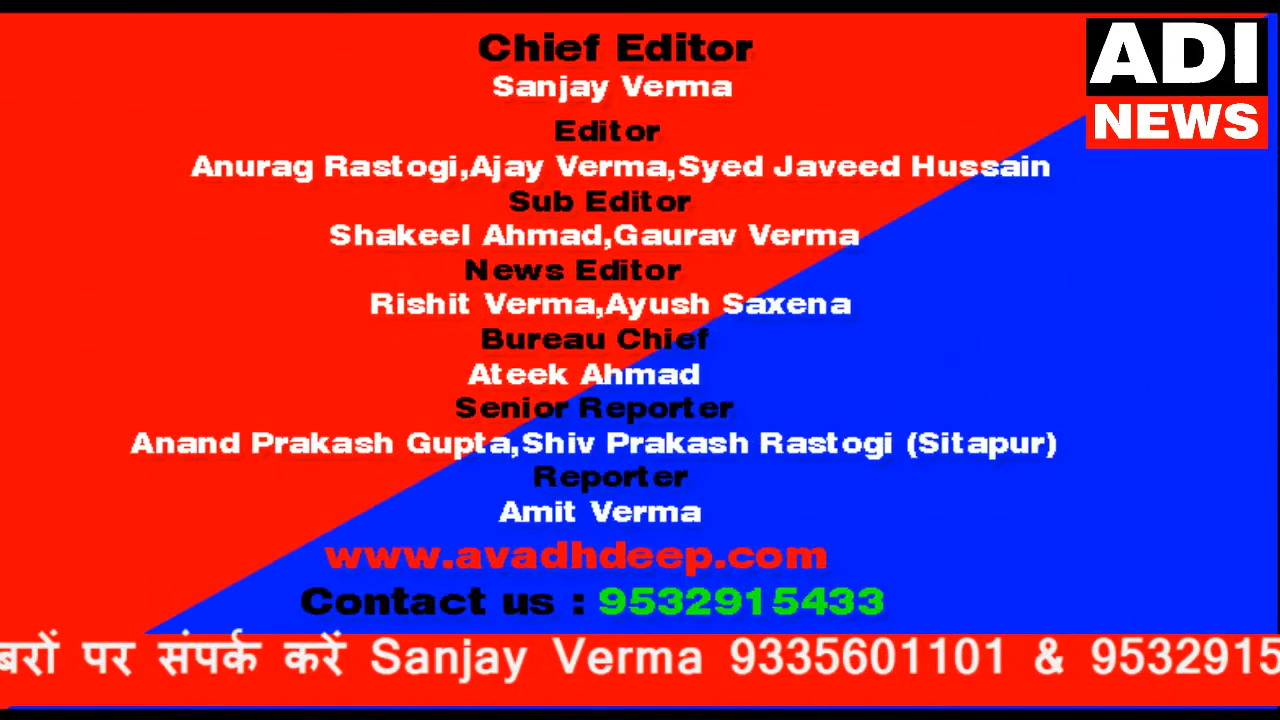 ADI
NEWS
Chief Editor
Sanjay Verma
Editor
Anurag Rastogi,Ajay Verma,Syed Javeed Hussain
Sub Editor
Shakeel Ahmad,Gaurav Verma
News Editor
Rishit Verma,Ayush Saxena
Bureau Chief
Ateek Ahmad
Senior Reporter
Anand Prakash Gupta,Shiv Prakash Rastogi (Sitapur)
Reporter
Amit Verma
www.avadhdeep.com
Contact us : 9532915433
बरों पर संपर्क करें Sanjay Verma 9335601101 & 9532915